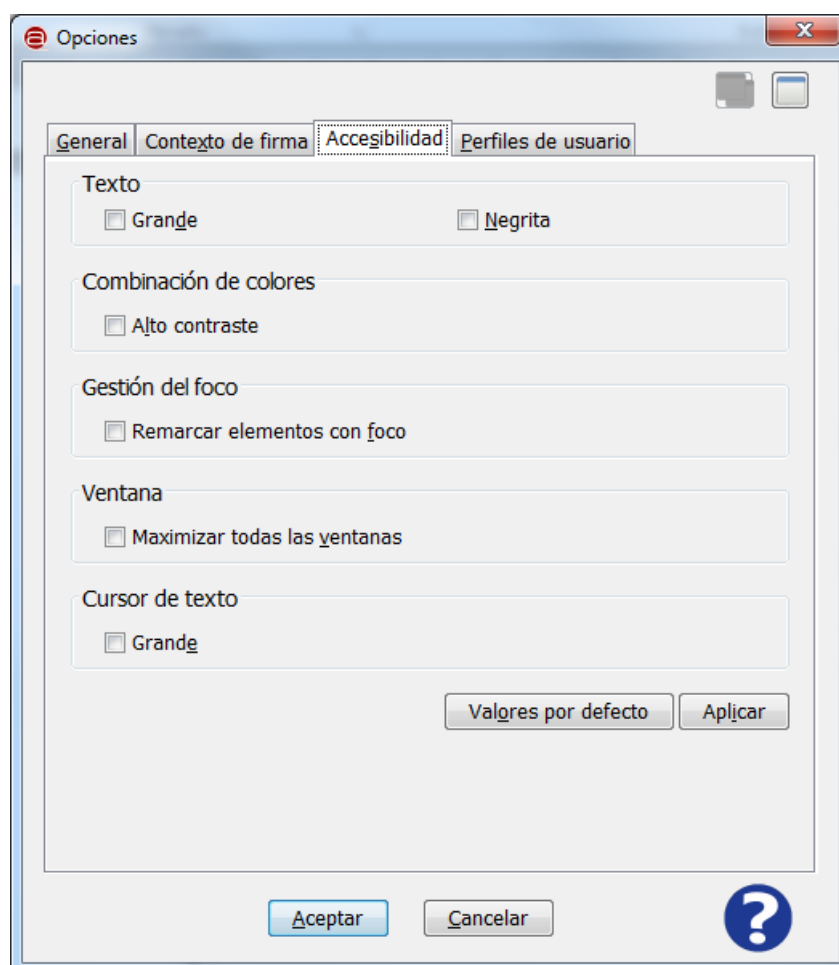 Opciones
General Contexto de firma Accesibilidad Perfiles de usuario
Texto
Grande Negrita
Combinación de colores
Alto contraste
Gestión del foco
Remarcar elementos con foco
Ventana
Maximizar todas las ventanas
Cursor de texto
Grande
Valores por defecto Aplicar
Aceptar Cancelar ?